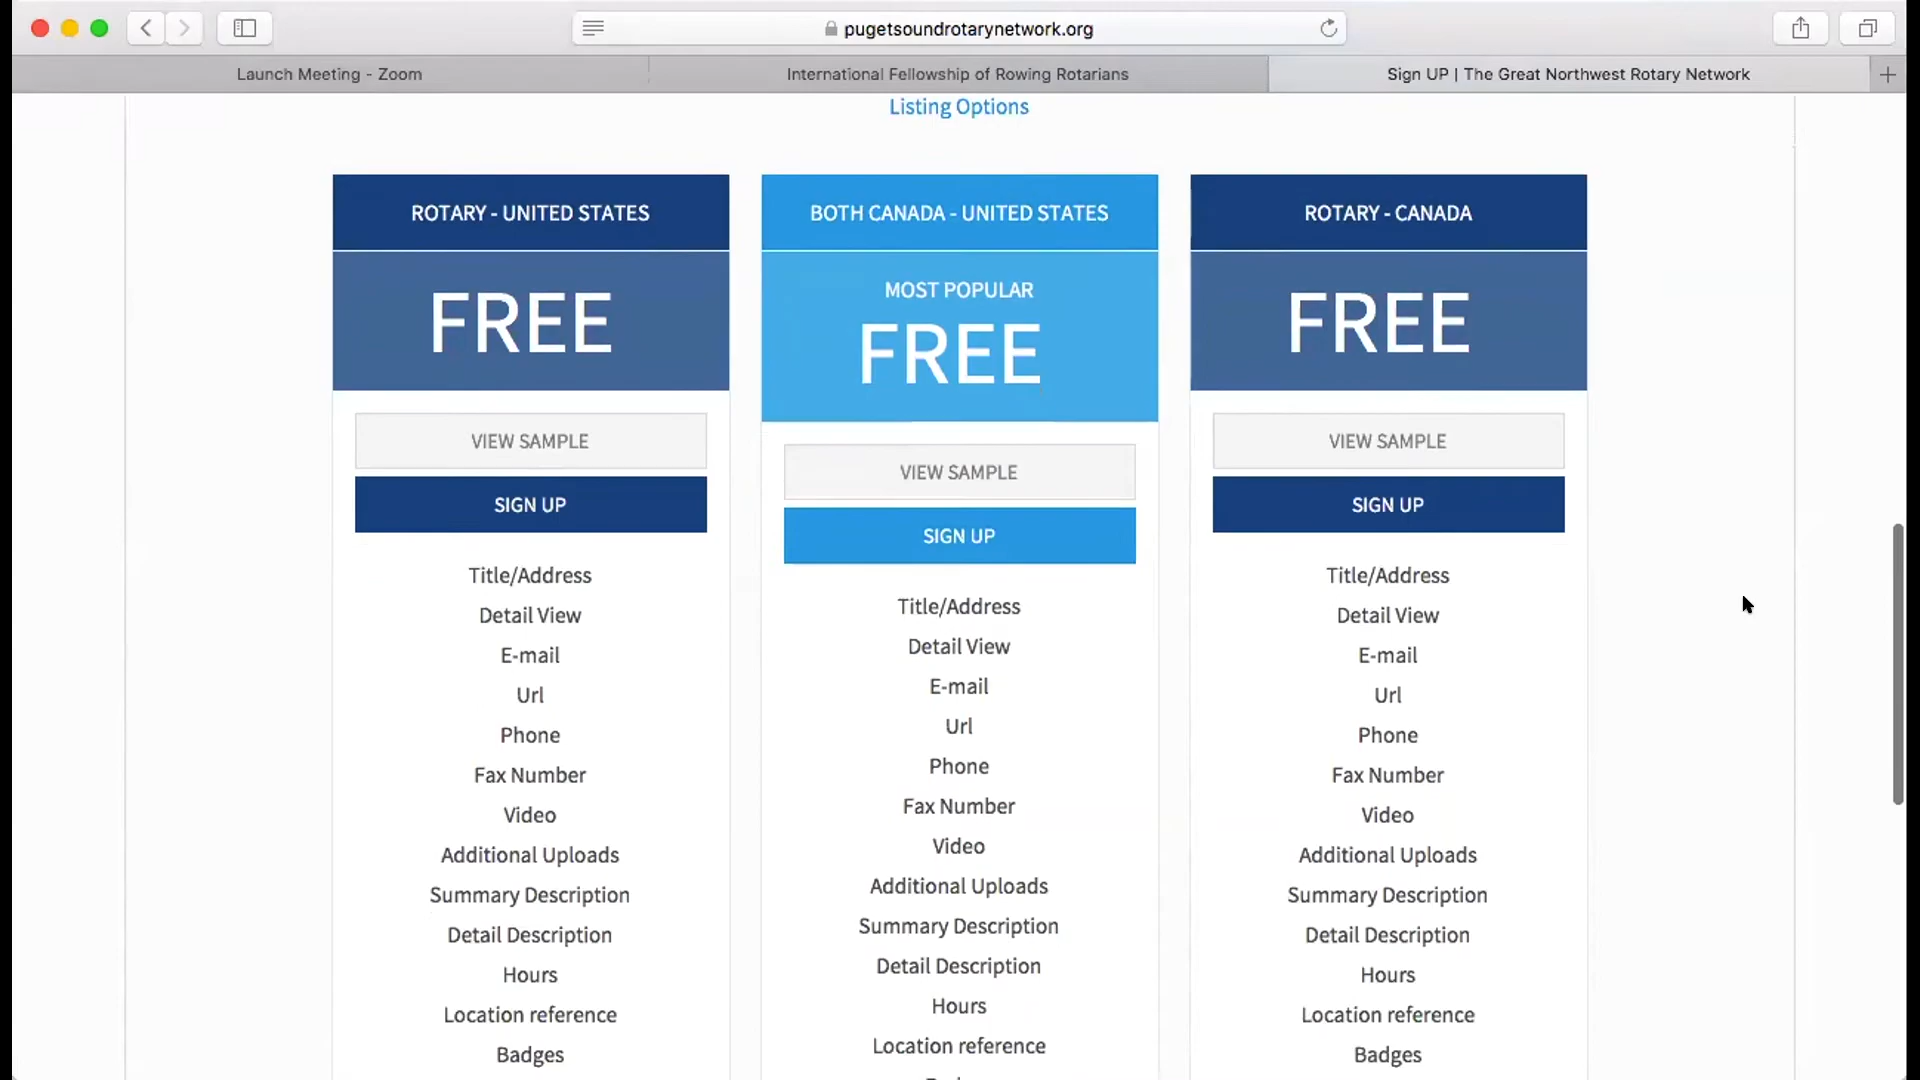 pugetsoundrotarynetwork.org
Launch Meeting - Zoom
International Fellowship of Rowing Rotarians
Sign UP | The Great Northwest Rotary Network
Listing Options
ROTARY - UNITED STATES
FREE
VIEW SAMPLE
SIGN UP
Title/Address
Detail View
E-mail
Url
Phone
Fax Number
Video
Additional Uploads
Summary Description
Detail Description
Hours
Location reference
Badges
BOTH CANADA - UNITED STATES
MOST POPULAR
FREE
VIEW SAMPLE
SIGN UP
Title/Address
Detail View
E-mail
Url
Phone
Fax Number
Video
Additional Uploads
Summary Description
Detail Description
Hours
Location reference
ROTARY - CANADA
FREE
VIEW SAMPLE
SIGN UP
Title/Address
Detail View
E-mail
Url
Phone
Fax Number
Video
Additional Uploads
Summary Description
Detail Description
Hours
Location reference
Badges